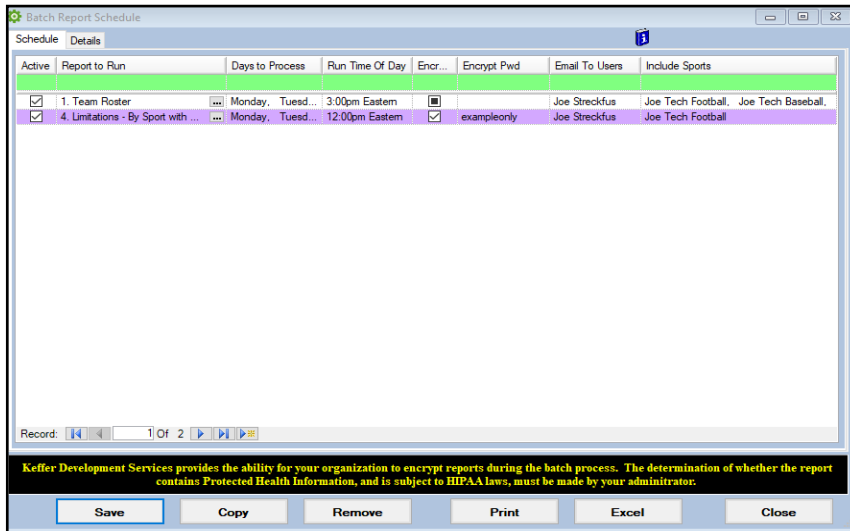 Batch Report Schedule
Schedule Details
Active Report to Run Days to Process Run Time Of Day Encr... Encrypt Pwd Email To Users Include Sports
1. Team Roster ... Monday, Tuesd... 3:00pm Eastern Joe Streckfus Joe Tech Football, Joe Tech Baseball,
4. Limitations - By Sport with ... ... Monday, Tuesd... 12:00pm Eastern exampleonly Joe Streckfus Joe Tech Football
Record: 1 Of 2
Keffer Development Services provides the ability for your organization to encrypt reports during the batch process. The determination of whether the report
contains Protected Health Information, and is subject to HIPAA laws, must be made by your adminitrator.
Save Copy Remove Print Excel Close